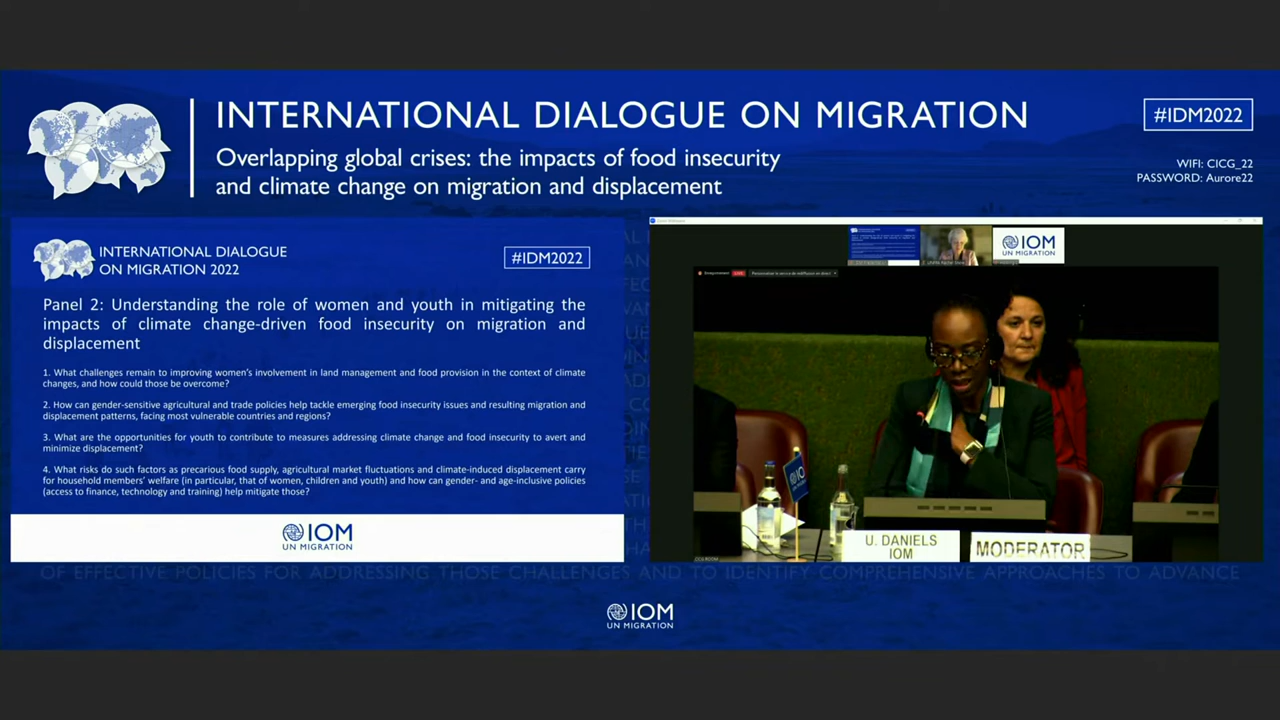 INTERNATIONAL DIALOGUE ON MIGRATION
Overlapping global crises: the impacts of food insecurity
and climate change on migration and displacement
#IDM2022
WIFI: CICG_22
PASSWORD: Aurore22
INTERNATIONAL DIALOGUE
ON MIGRATION 2022
#IDM2022
Panel 2: Understanding the role of women and youth in mitigating the
impacts of climate change-driven food insecurity on migration and
displacement
1. What challenges remain to improving women's involvement in land management and food provision in the context of climate
changes, and how could those be overcome?
2. How can gender-sensitive agricultural and trade policies help tackle emerging food insecurity issues and resulting migration and
displacement patterns, facing most vulnerable countries and regions?
3. What are the opportunities for youth to contribute to measures addressing climate change and food insecurity to avert and
minimize displacement?
4. What risks do such factors as precarious food supply, agricultural market fluctuations and climate-induced displacement carry
for household members' welfare (in particular, that of women, children and youth) and how can gender- and age-inclusive policies
(access to finance, technology and training) help mitigate those?
IOM
UN MIGRATION
IOM
UN MIGRATION
IOM
U. DANIELS
IOM
MODERATOR
OF EFFECTIVE POLICIES FOR ADDRESSING THOSE CHALLENGES AND TO IDENTIFY COMPREHENSIVE APPROACHES TO ADVANCE
IOM
UN MIGRATION